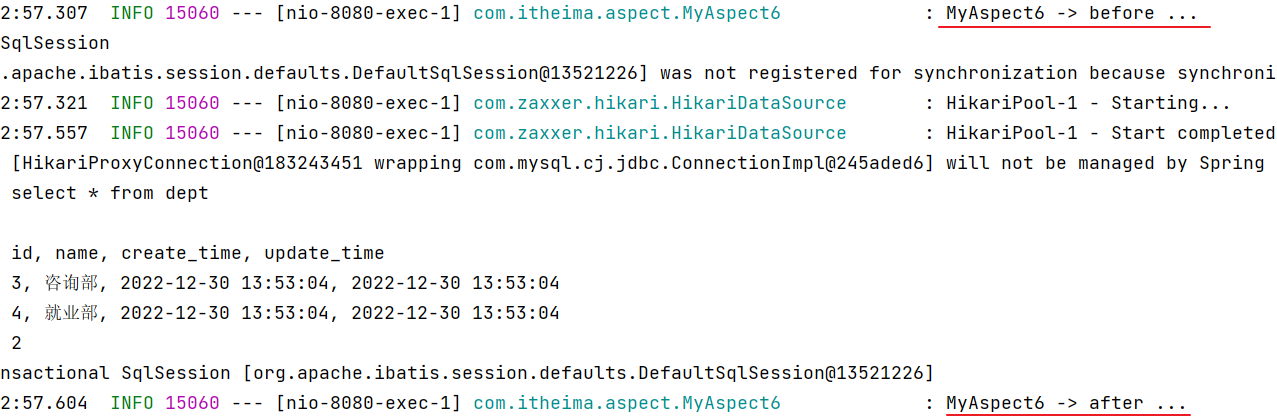 2:57.307  INFO 15060 --- [nio-8080-exec-1] com.itheima.aspect.MyAspect6             : MyAspect6 -> before ...
SqlSession
.apache.ibatis.session.defaults.DefaultSqlSession@13521226] was not registered for synchronization because synchroni
2:57.321  INFO 15060 --- [nio-8080-exec-1] com.zaxxer.hikari.HikariDataSource       : HikariPool-1 - Starting...
2:57.557  INFO 15060 --- [nio-8080-exec-1] com.zaxxer.hikari.HikariDataSource       : HikariPool-1 - Start completed
[HikariProxyConnection@183243451 wrapping com.mysql.cj.jdbc.ConnectionImpl@245aded6] will not be managed by Spring
select * from dept
id, name, create_time, update_time
3, 咨询部, 2022-12-30 13:53:04, 2022-12-30 13:53:04
4, 就业部, 2022-12-30 13:53:04, 2022-12-30 13:53:04
2
nsactional SqlSession [org.apache.ibatis.session.defaults.DefaultSqlSession@13521226]
2:57.604  INFO 15060 --- [nio-8080-exec-1] com.itheima.aspect.MyAspect6             : MyAspect6 -> after ...